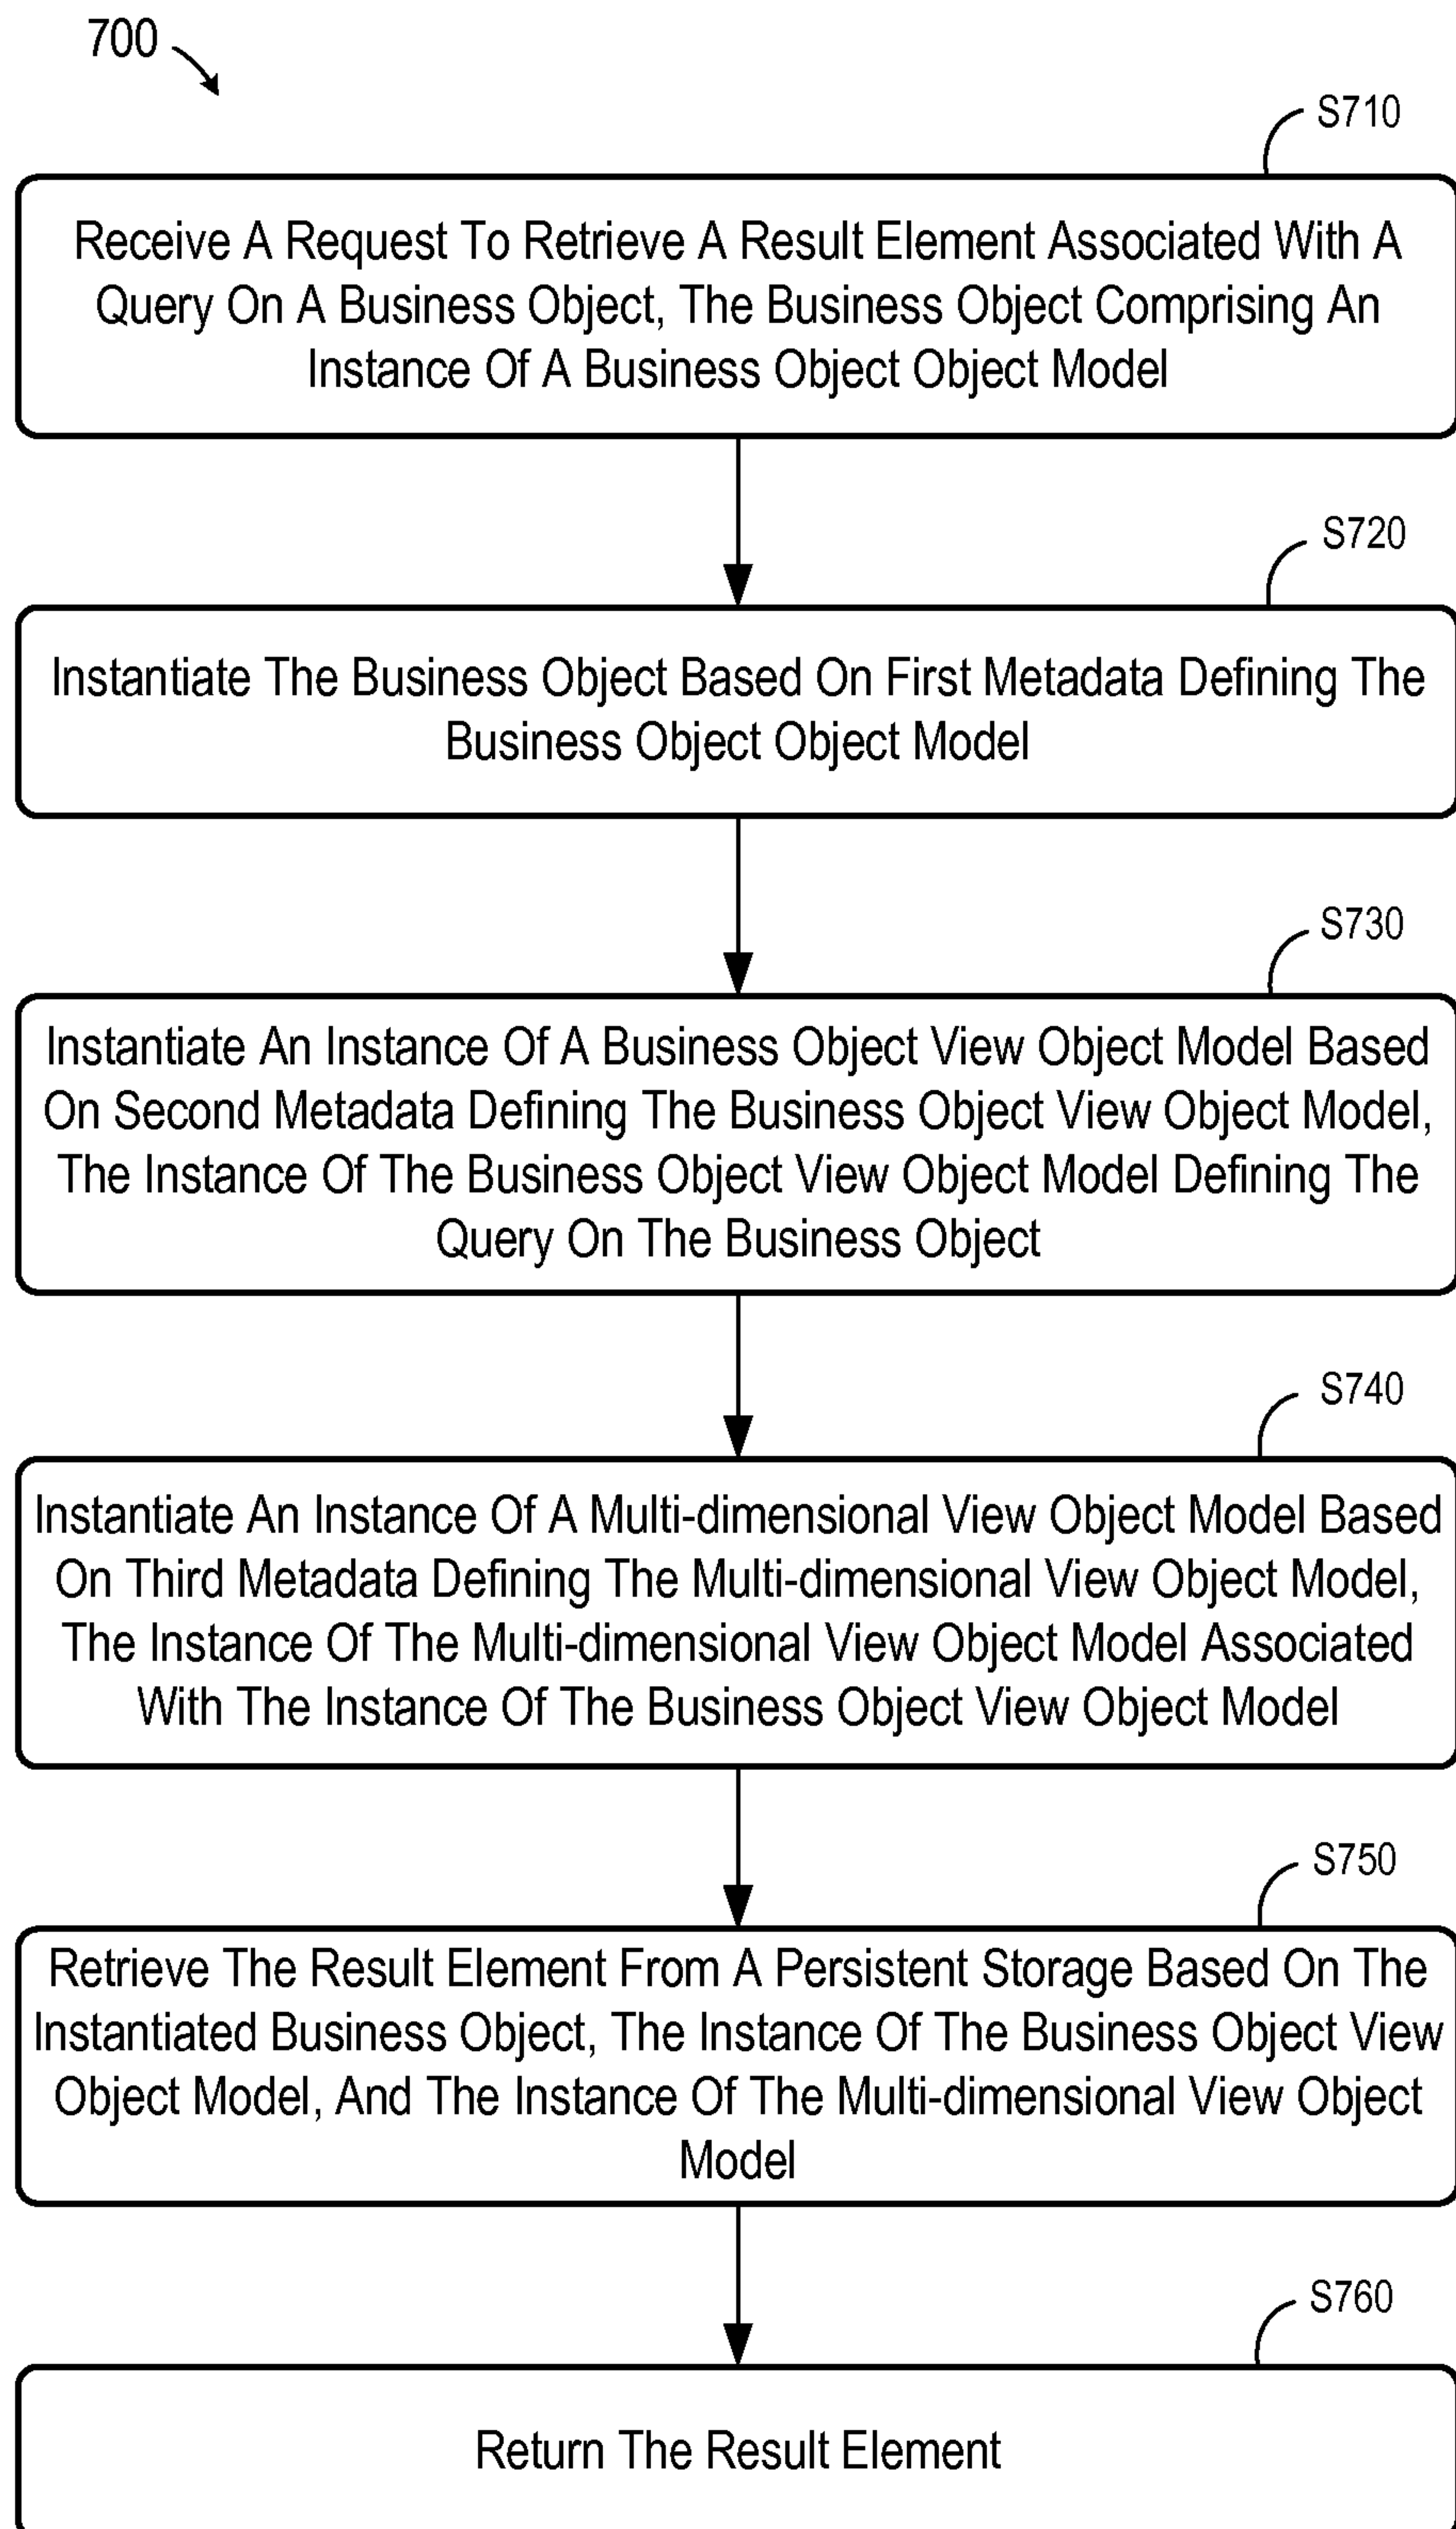 700
S710
Receive A Request To Retrieve A Result Element Associated With A
Query On A Business Object, The Business Object Comprising An
Instance Of A Business Object Object Model
S720
Instantiate The Business Object Based On First Metadata Defining The
Business Object Object Model
S730
Instantiate An Instance Of A Business Object View Object Model Based
On Second Metadata Defining The Business Object View Object Model,
The Instance Of The Business Object View Object Model Defining The
Query On The Business Object
S740
Instantiate An Instance Of A Multi-dimensional View Object Model Based
On Third Metadata Defining The Multi-dimensional View Object Model,
The Instance Of The Multi-dimensional View Object Model Associated
With The Instance Of The Business Object View Object Model
S750
Retrieve The Result Element From A Persistent Storage Based On The
Instantiated Business Object, The Instance Of The Business Object View
Object Model, And The Instance Of The Multi-dimensional View Object
Model
S760
Return The Result Element